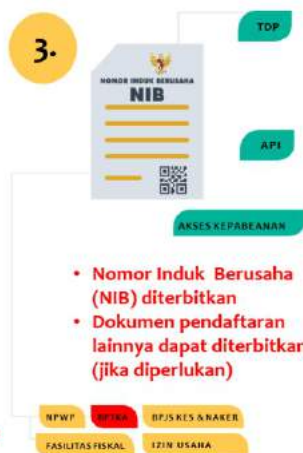 3.
TDP
NOMOR INDUK BERUSAHA
NIB
API
AKSES KEPABEANAN
• Nomor Induk Berusaha
(NIB) diterbitkan
• Dokumen pendaftaran
lainnya dapat diterbitkan
(jika diperlukan)
NPWP
RPTKA
BPJS KES & NAKER
FASILITAS FISKAL
IZIN USAHA